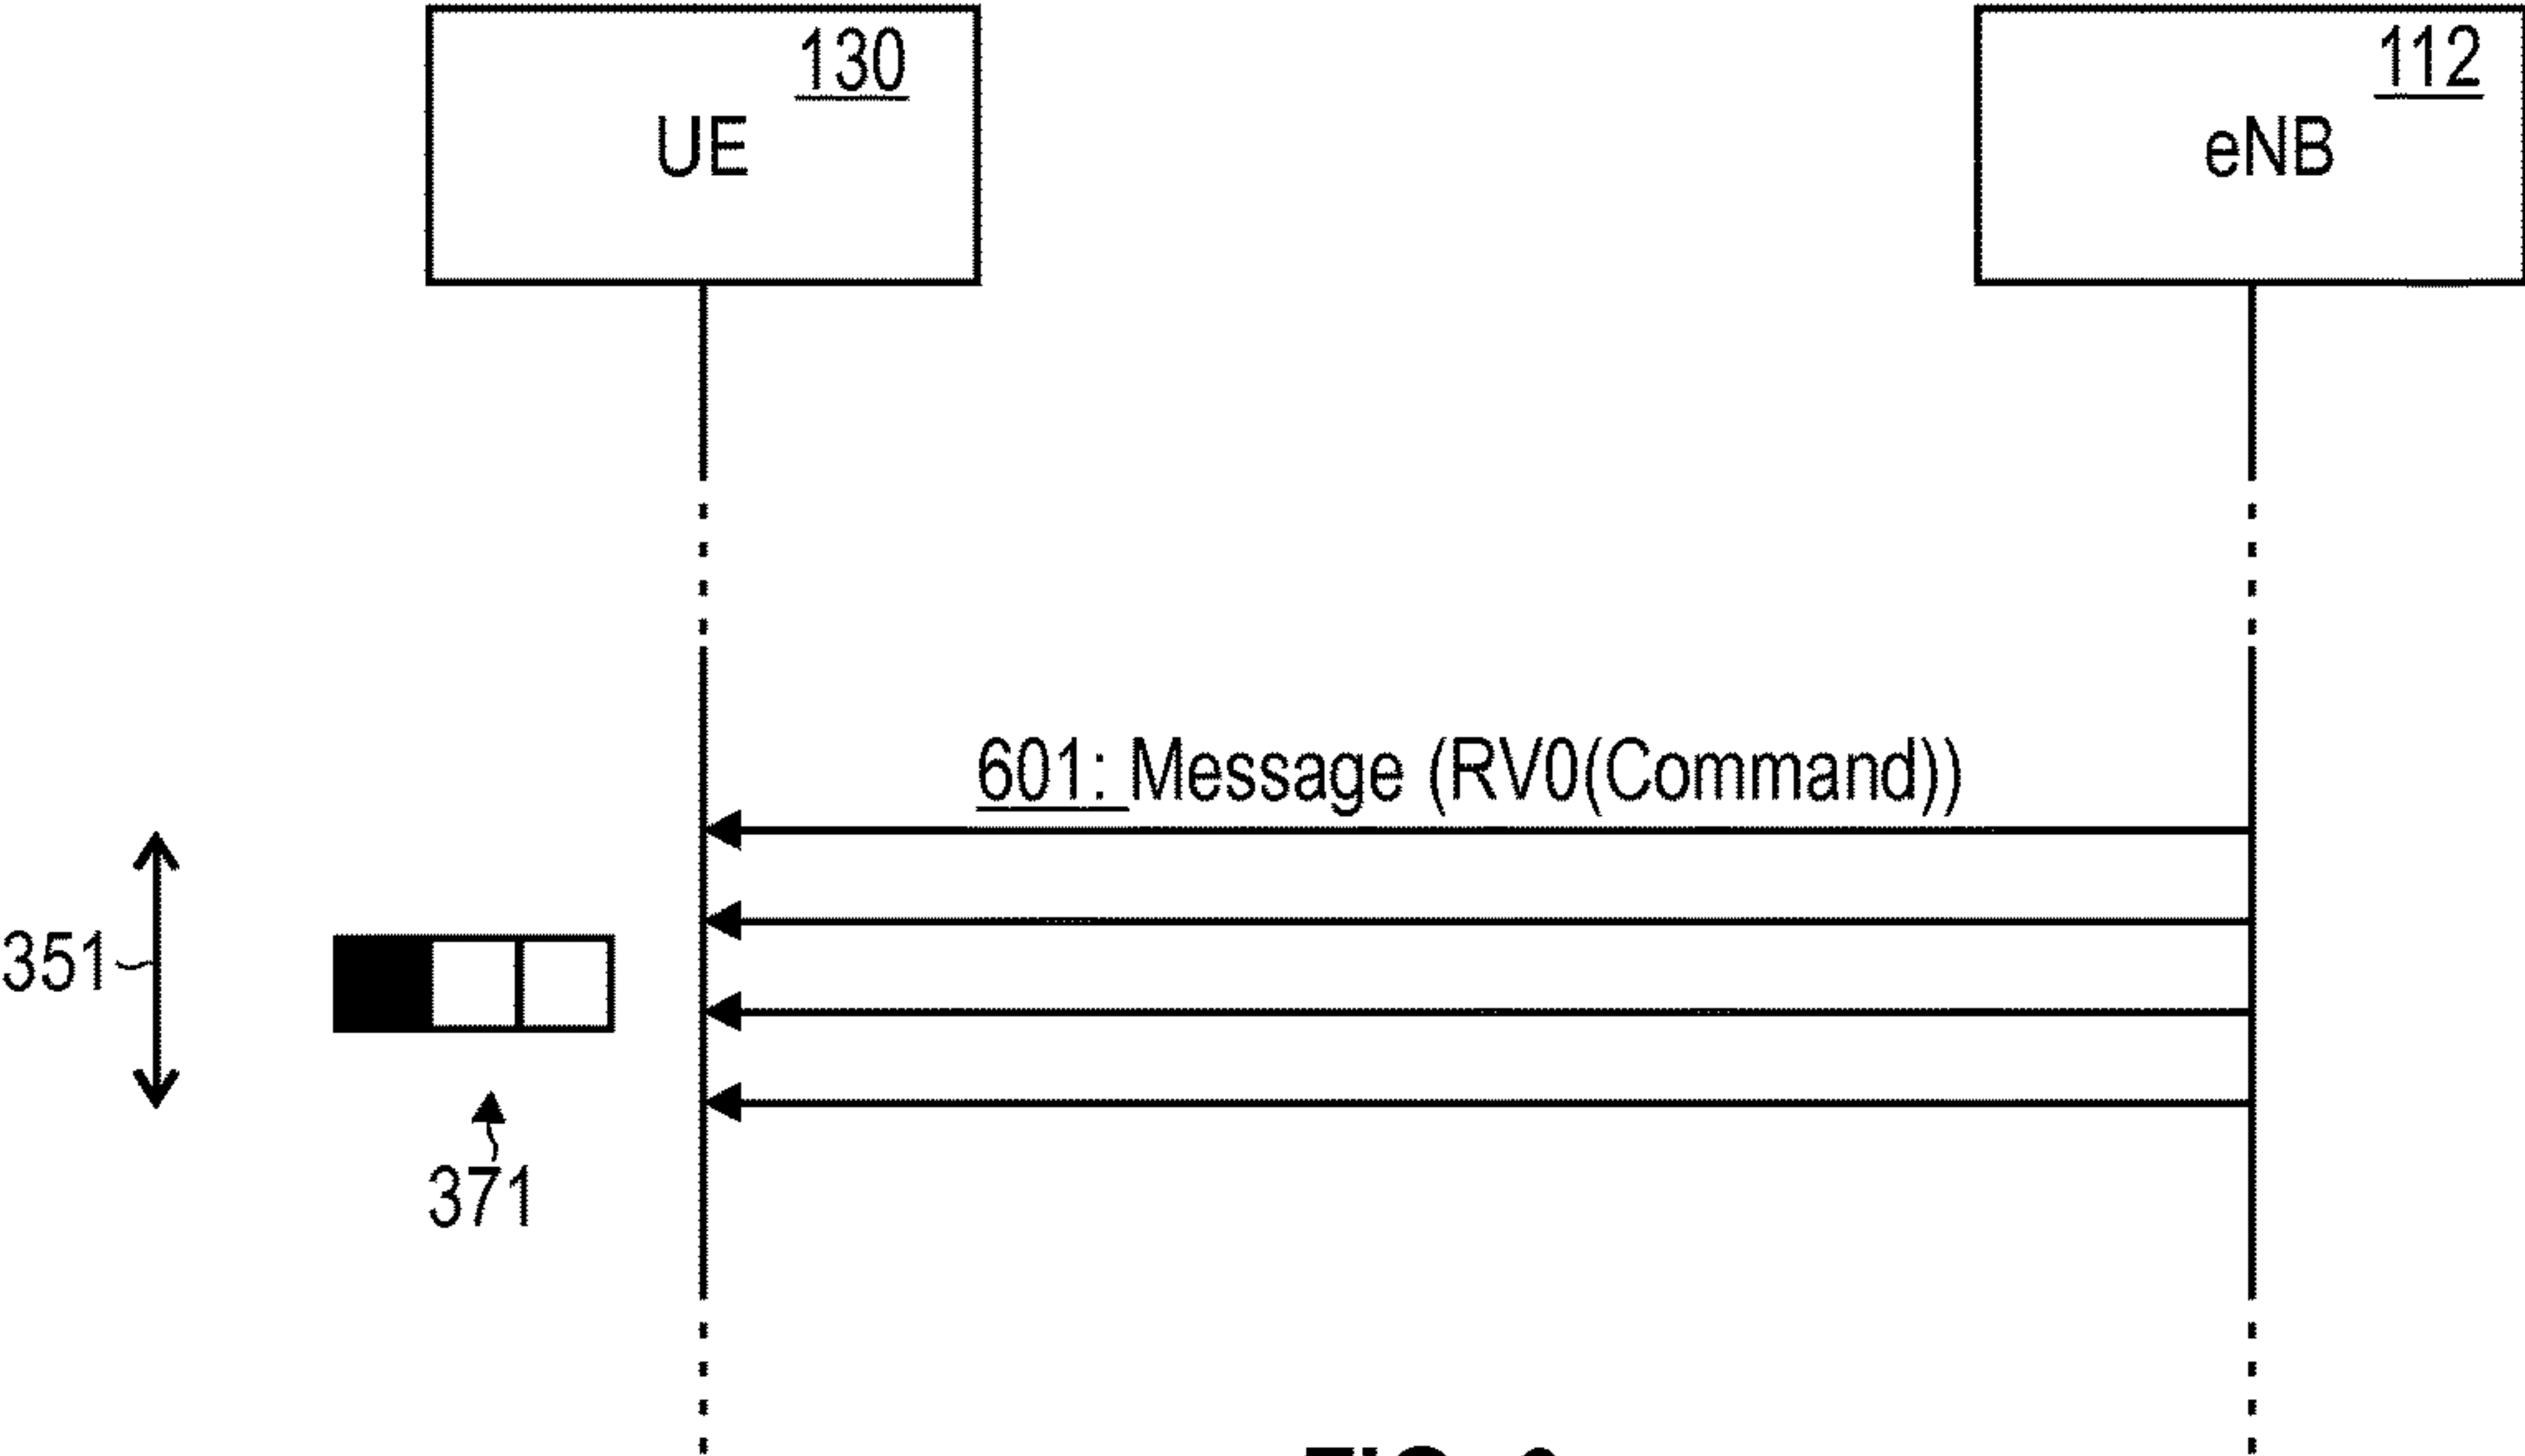 130
UE
112
eNB
601: Message (RV0(Command))
351
371